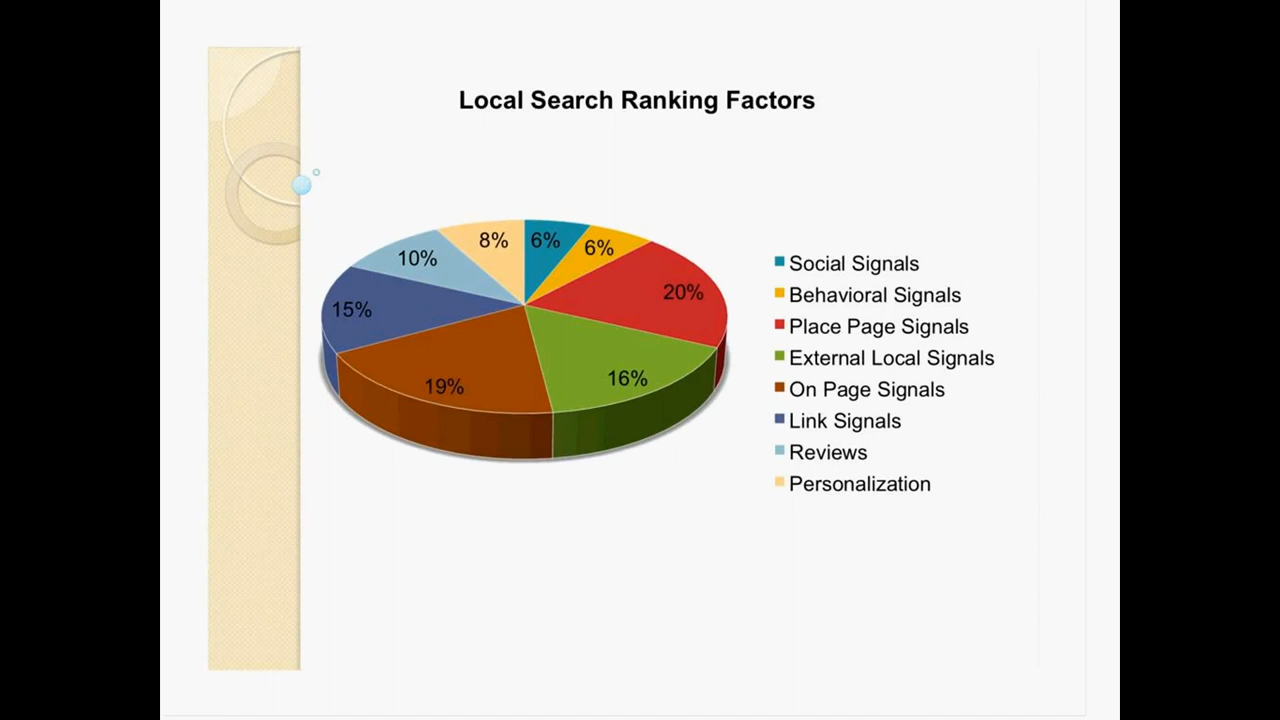 Local Search Ranking Factors
8%
6%
6%
10%
20%
15%
19%
16%
Social Signals
Behavioral Signals
Place Page Signals
External Local Signals
On Page Signals
Link Signals
Reviews
Personalization